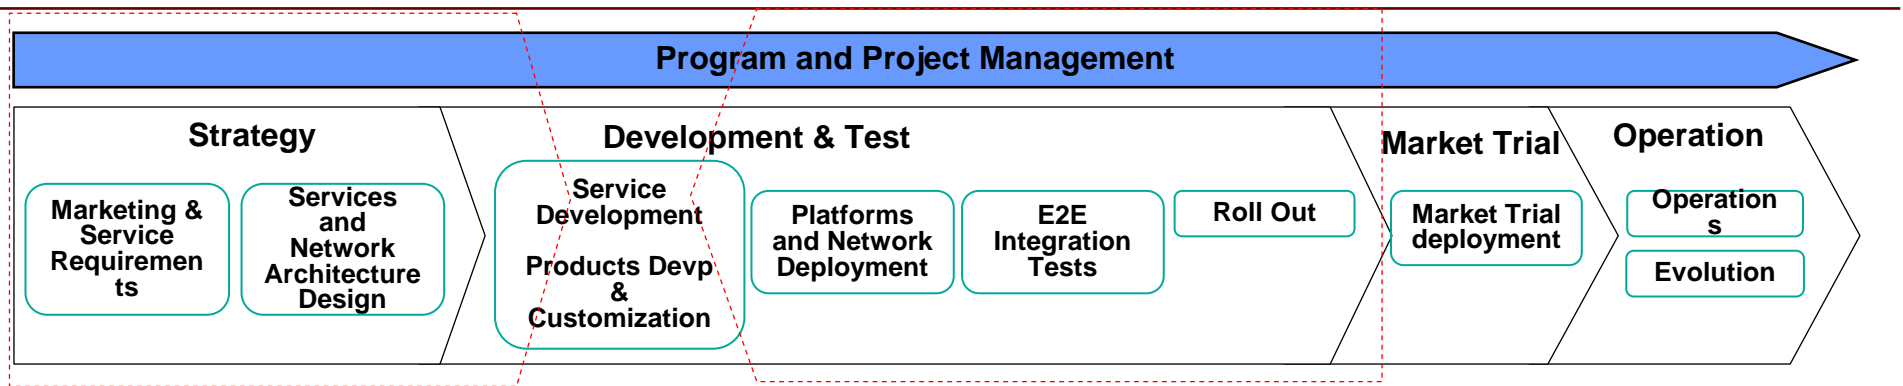 Program and Project Management
Strategy
Development & Test
Market Trial
Operation
Marketing &
Service
Requiremen
ts
Services
and
Network
Architecture
Design
Service
Development
Products Devp
&
Customization
Platforms
and Network
Deployment
E2E
Integration
Tests
Roll Out
Market Trial
deployment
Operation
s
Evolution